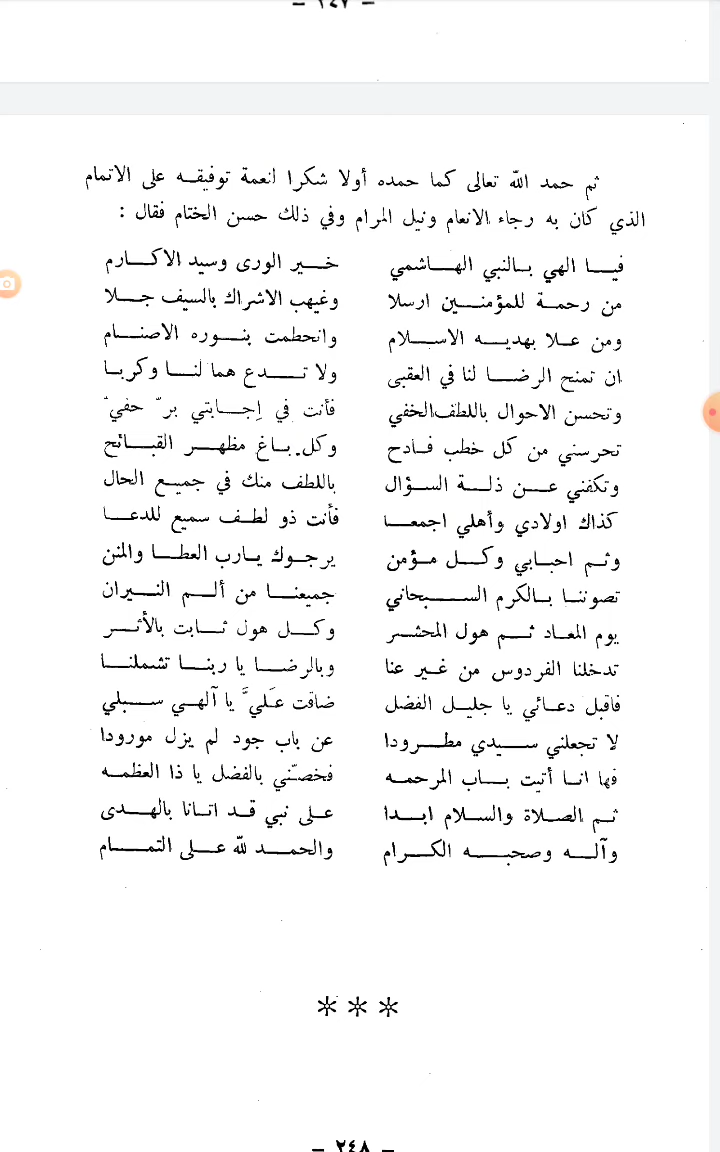 - ٢٤٧ -
ثم حمد الله تعالى كما حمده أولا شكرا انعمة توفيقه على الاتمام
الذي كان به رجاء الانعام ونيل المرام وفي ذلك حسن الختام فقال :
فيا الهي بالنبي الهاشمي خير الورى وسيد الاكارم
من رحمة للمؤمنين ارسلا وغيهب الاشراك بالسيف جلا
ومن علا بهديه الاسلام وانحطمت بنوره الاصنام
ان تمنح الرضا لنا في العقبى ولا تدع هما لنا وكربا
وتحسن الاحوال باللطف الخفي فأنت في إجابتي برّ حفيّ
تحرسني من كل خطب فادح وكل باغ مظهر القبائح
وتكفني عن ذلة السؤال باللطف منك في جميع الحال
كذاك اولادي وأهلي اجمعا فأنت ذو لطف سميع للدعا
وثم احبابي وكل مؤمن يرجوك يارب العطا والمنن
تصوننا بالكرم السبحاني جميعنا من ألم النيران
يوم المعاد ثم هول المحشر وكل هول ثابت بالأثر
تدخلنا الفردوس من غير عنا وبالرضا يا ربنا تشملنا
فاقبل دعائي يا جليل الفضل ضاقت عَلَيَّ يا آلهي سبلي
لا تجعلني سيدي مطرودا عن باب جود لم يزل مورودا
فها انا أتيت باب المرحمه فخصّني بالفضل يا ذا العظمه
ثم الصلاة والسلام ابدا على نبي قد اتانا بالهدى
وآله وصحبه الكرام والحمد لله على التمام
* * *
- ٢٤٨ -